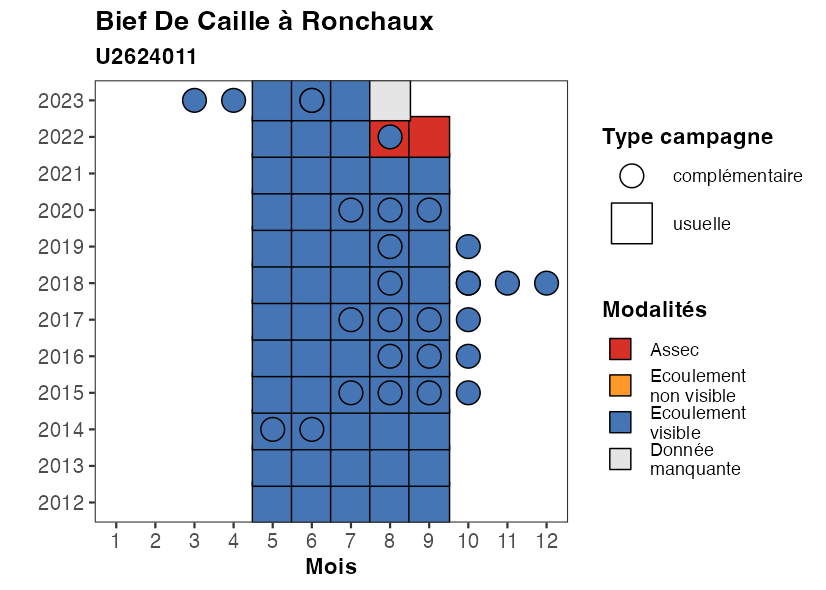 Bief De Caille à Ronchaux
U2624011
2023
2022
2021
2020
2019
2018
2017
2016
2015
2014
2013
2012
1 2 3 4 5 6 7 8 9 10 11 12
Mois
Type campagne
complémentaire
usuelle
Modalités
Assec
Ecoulement
non visible
Ecoulement
visible
Donnée
manquante